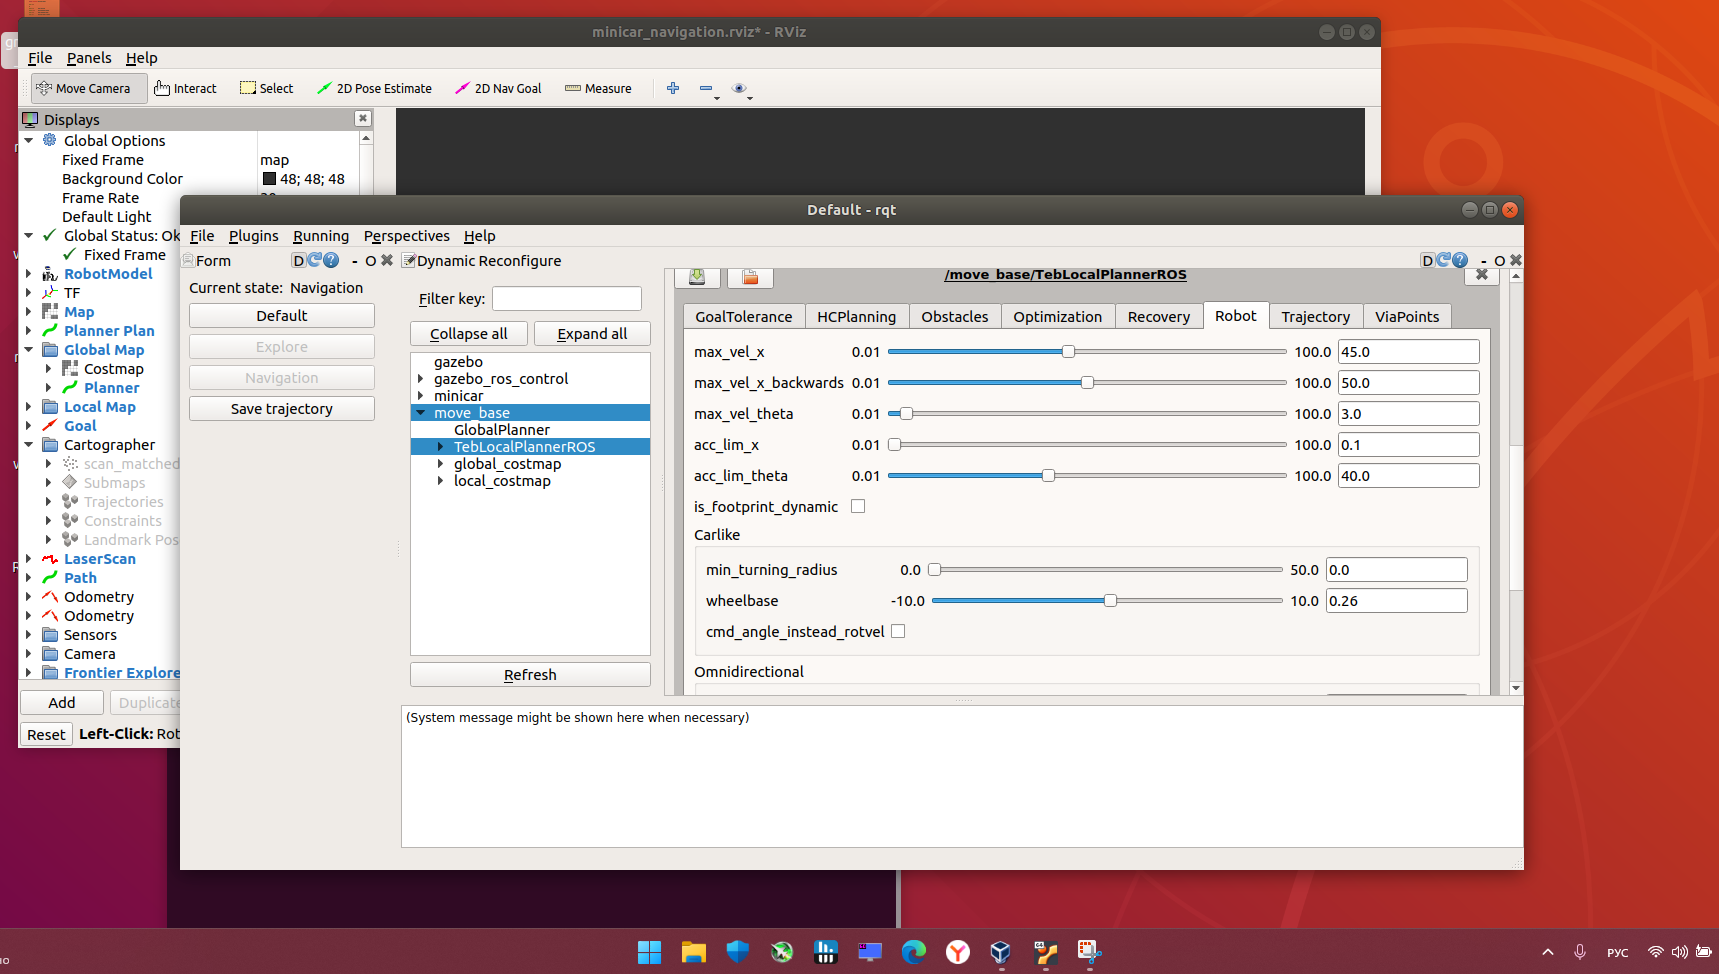 minicar_navigation.rviz* - RViz
File Panels Help
Move Camera Interact Select 2D Pose Estimate 2D Nav Goal Measure
Displays
Global Options
Fixed Frame map
Background Color 48; 48; 48
Frame Rate
Default Light
Global Status: Ok
Fixed Frame
RobotModel
TF
Map
Planner Plan
Global Map
Costmap
Planner
Local Map
Goal
Cartographer
scan_matched
Submaps
Trajectories
Constraints
Landmark Pos
LaserScan
Path
Odometry
Odometry
Sensors
Camera
Frontier Explore
Add Duplicate
Reset Left-Click: Rot
Default - rqt
File Plugins Running Perspectives Help
Form D - O
Current state: Navigation
Default
Explore
Navigation
Save trajectory
Dynamic Reconfigure D - O
Filter key:
Collapse all Expand all
gazebo
gazebo_ros_control
minicar
move_base
GlobalPlanner
TebLocalPlannerROS
global_costmap
local_costmap
Refresh
/move_base/TebLocalPlannerROS
GoalTolerance HCPlanning Obstacles Optimization Recovery Robot Trajectory ViaPoints
max_vel_x 0.01 100.0 45.0
max_vel_x_backwards 0.01 100.0 50.0
max_vel_theta 0.01 100.0 3.0
acc_lim_x 0.01 100.0 0.1
acc_lim_theta 0.01 100.0 40.0
is_footprint_dynamic
Carlike
min_turning_radius 0.0 50.0 0.0
wheelbase -10.0 10.0 0.26
cmd_angle_instead_rotvel
Omnidirectional
(System message might be shown here when necessary)
РУС